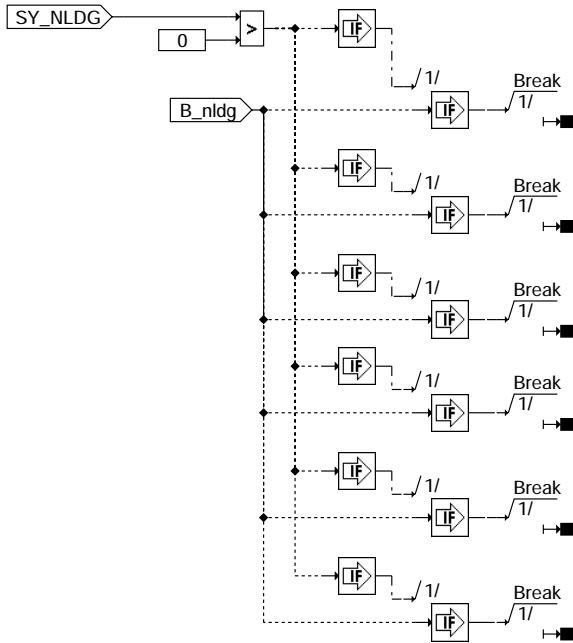 SY_NLDG
0
>
IF
1/
Break
B_nldg
IF
1/
IF
1/
Break
IF
1/
IF
1/
Break
IF
1/
IF
1/
Break
IF
1/
IF
1/
Break
IF
1/
IF
1/
Break
IF
1/